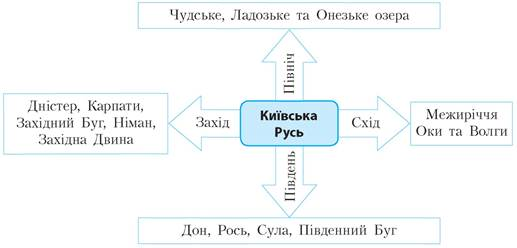 Чудське, Ладозьке та Онезьке озера
Північ
Дністер, Карпати,
Західний Буг, Німан,
Західна Двина
Захід
Київська
Русь
Схід
Межиріччя
Оки та Волги
Південь
Дон, Рось, Сула, Південний Буг